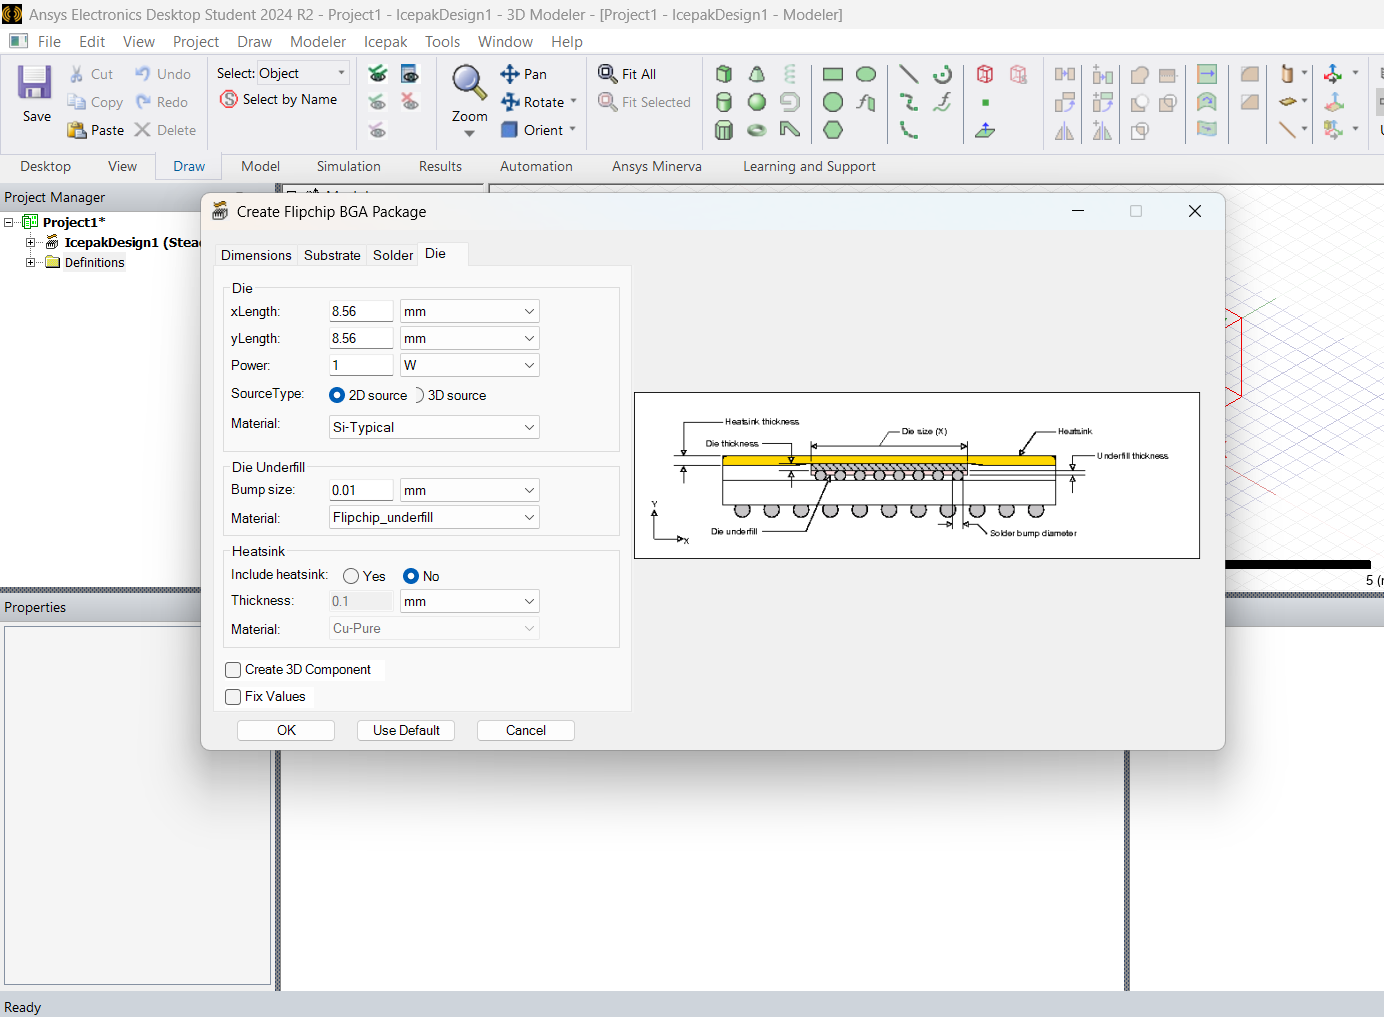 Ansys Electronics Desktop Student 2024 R2 - Project1 - IcepakDesign1 - 3D Modeler - [Project1 - IcepakDesign1 - Modeler]
File Edit View Project Draw Modeler Icepak Tools Window Help
Save
Cut
Copy
Paste
Undo
Redo
Delete
Select: Object
Select by Name
Zoom
Pan
Rotate
Orient
Fit All
Fit Selected
Desktop View Draw Model Simulation Results Automation Ansys Minerva Learning and Support
Project Manager
Project1*
IcepakDesign1 (Stea
Definitions
Create Flipchip BGA Package
Dimensions Substrate Solder Die
Die
xLength: 8.56 mm
yLength: 8.56 mm
Power: 1 W
SourceType: 2D source 3D source
Material: Si-Typical
Die Underfill
Bump size: 0.01 mm
Material: Flipchip_underfill
Heatsink
Include heatsink: Yes No
Thickness: 0.1 mm
Material: Cu-Pure
Create 3D Component
Fix Values
OK Use Default Cancel
Heatsink thickness
Die thickness
Die size (X)
Heatsink
Underfill thickness
Y
X
Die underfill
Solder bump diameter
5 (
Properties
Ready